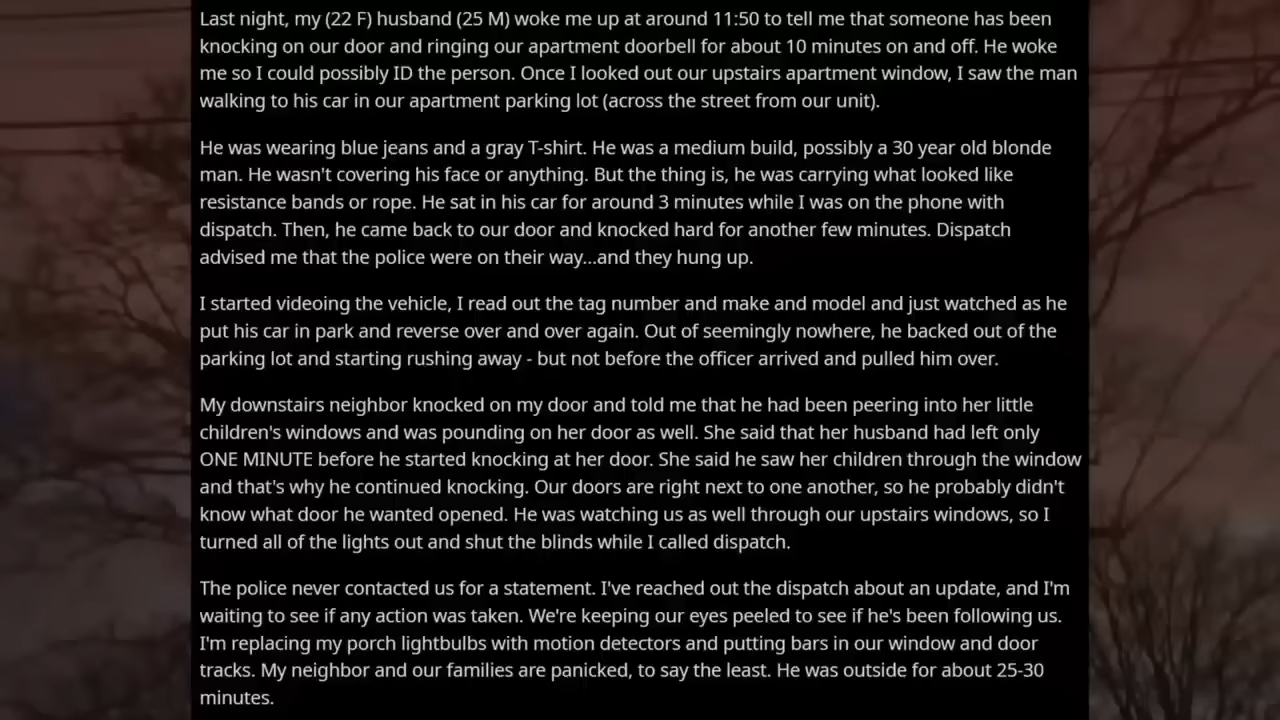 Last night, my (22 F) husband (25 M) woke me up at around 11:50 to tell me that someone has been
knocking on our door and ringing our apartment doorbell for about 10 minutes on and off. He woke
me so I could possibly ID the person. Once I looked out our upstairs apartment window, I saw the man
walking to his car in our apartment parking lot (across the street from our unit).
He was wearing blue jeans and a gray T-shirt. He was a medium build, possibly a 30 year old blonde
man. He wasn't covering his face or anything. But the thing is, he was carrying what looked like
resistance bands or rope. He sat in his car for around 3 minutes while I was on the phone with
dispatch. Then, he came back to our door and knocked hard for another few minutes. Dispatch
advised me that the police were on their way...and they hung up.
I started videoing the vehicle, I read out the tag number and make and model and just watched as he
put his car in park and reverse over and over again. Out of seemingly nowhere, he backed out of the
parking lot and starting rushing away - but not before the officer arrived and pulled him over.
My downstairs neighbor knocked on my door and told me that he had been peering into her little
children's windows and was pounding on her door as well. She said that her husband had left only
ONE MINUTE before he started knocking at her door. She said he saw her children through the window
and that's why he continued knocking. Our doors are right next to one another, so he probably didn't
know what door he wanted opened. He was watching us as well through our upstairs windows, so I
turned all of the lights out and shut the blinds while I called dispatch.
The police never contacted us for a statement. I've reached out the dispatch about an update, and I'm
waiting to see if any action was taken. We're keeping our eyes peeled to see if he's been following us.
I'm replacing my porch lightbulbs with motion detectors and putting bars in our window and door
tracks. My neighbor and our families are panicked, to say the least. He was outside for about 25-30
minutes.